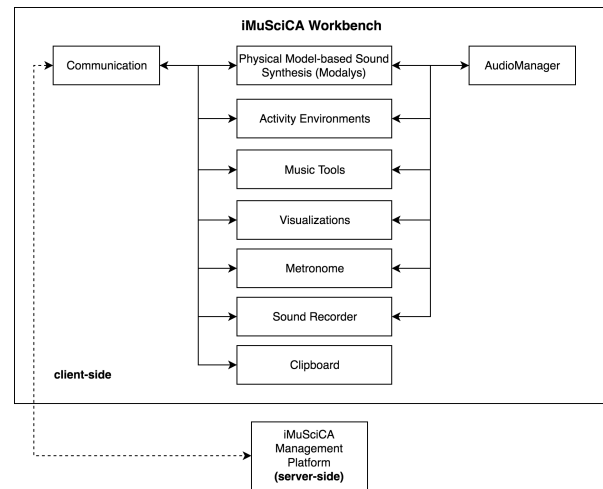 iMuSciCA Workbench
Communication
Physical Model-based Sound
Synthesis (Modalys)
AudioManager
Activity Environments
Music Tools
Visualizations
Metronome
Sound Recorder
Clipboard
client-side
iMuSciCA
Management
Platform
(server-side)